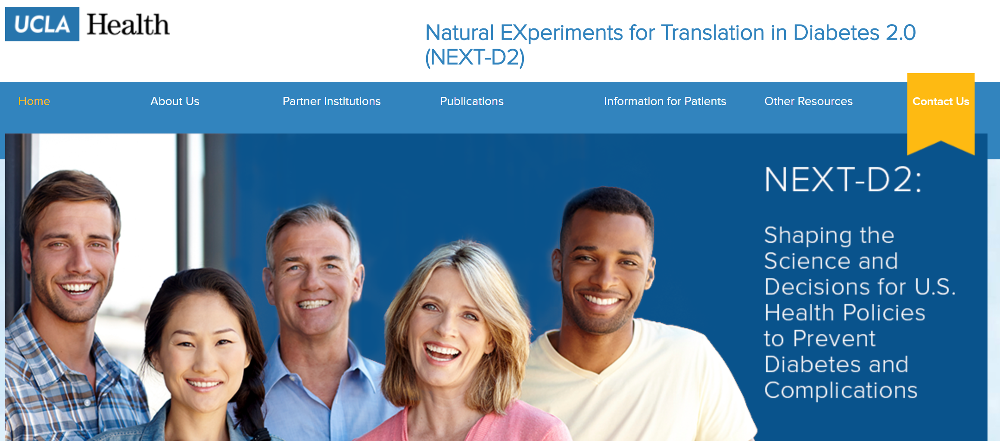 UCLA Health
Natural EXperiments for Translation in Diabetes 2.0
(NEXT-D2)
Home
About Us
Partner Institutions
Publications
Information for Patients
Other Resources
Contact Us
NEXT-D2:
Shaping the
Science and
Decisions for U.S.
Health Policies
to Prevent
Diabetes and
Complications